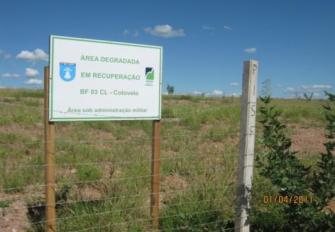 ÁREA DEGRADADA
EM RECUPERAÇÃO
BF 03 CL - Cotovelo
Área sob administração militar
01/04/2011